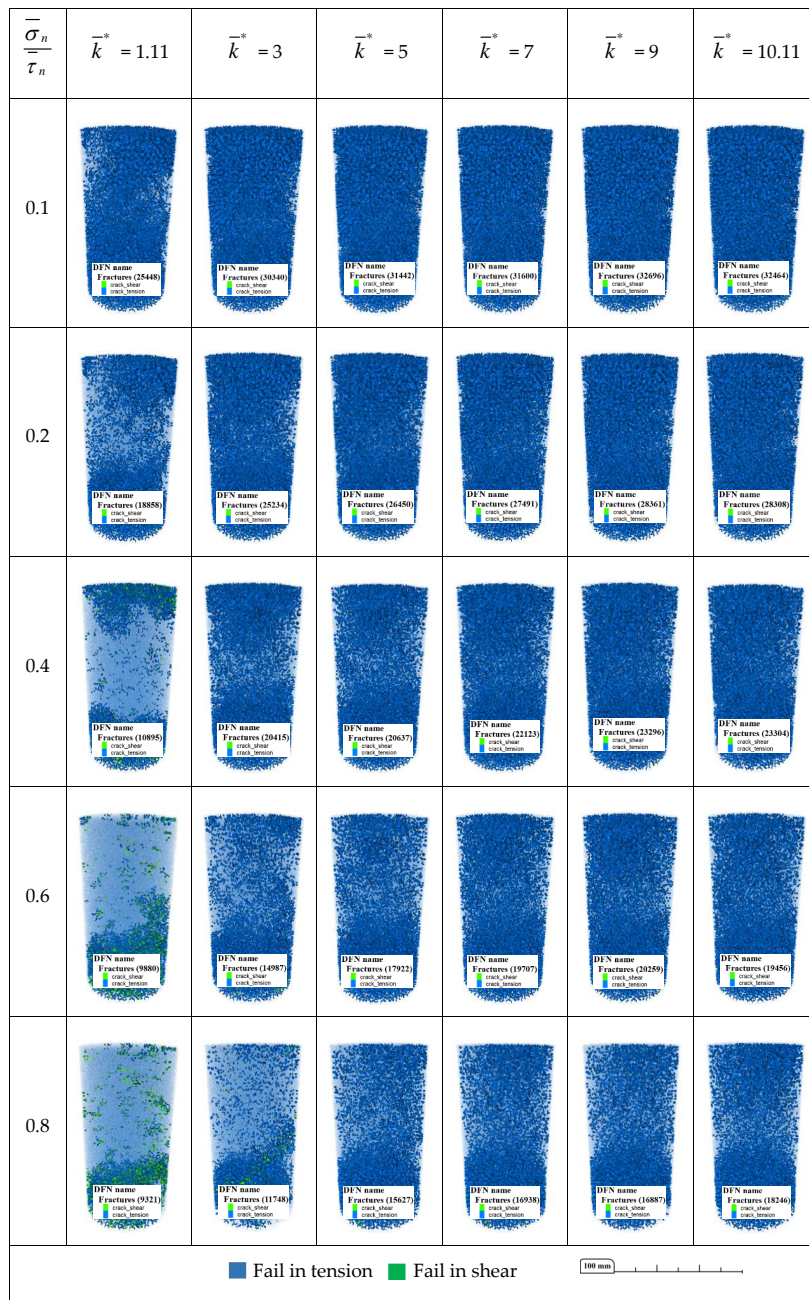 σ̅ₙ / τ̅ₙ k̅* = 1.11 k̅* = 3 k̅* = 5 k̅* = 7 k̅* = 9 k̅* = 10.11
0.1
DFN name DFN name DFN name DFN name DFN name DFN name
Fractures (25448) Fractures (30340) Fractures (31442) Fractures (31600) Fractures (32696) Fractures (32464)
crack_shear crack_shear crack_shear crack_shear crack_shear crack_shear
crack_tension crack_tension crack_tension crack_tension crack_tension crack_tension
0.2
DFN name DFN name DFN name DFN name DFN name DFN name
Fractures (18858) Fractures (25234) Fractures (26450) Fractures (27491) Fractures (28361) Fractures (28308)
crack_shear crack_shear crack_shear crack_shear crack_shear crack_shear
crack_tension crack_tension crack_tension crack_tension crack_tension crack_tension
0.4
DFN name DFN name DFN name DFN name DFN name DFN name
Fractures (10895) Fractures (20415) Fractures (20637) Fractures (22123) Fractures (23296) Fractures (23304)
crack_shear crack_shear crack_shear crack_shear crack_shear crack_shear
crack_tension crack_tension crack_tension crack_tension crack_tension crack_tension
0.6
DFN name DFN name DFN name DFN name DFN name DFN name
Fractures (9880) Fractures (14987) Fractures (17922) Fractures (19707) Fractures (20259) Fractures (19456)
crack_shear crack_shear crack_shear crack_shear crack_shear crack_shear
crack_tension crack_tension crack_tension crack_tension crack_tension crack_tension
0.8
DFN name DFN name DFN name DFN name DFN name DFN name
Fractures (9321) Fractures (11748) Fractures (15627) Fractures (16938) Fractures (16887) Fractures (18246)
crack_shear crack_shear crack_shear crack_shear crack_shear crack_shear
crack_tension crack_tension crack_tension crack_tension crack_tension crack_tension
Fail in tension Fail in shear 100 mm